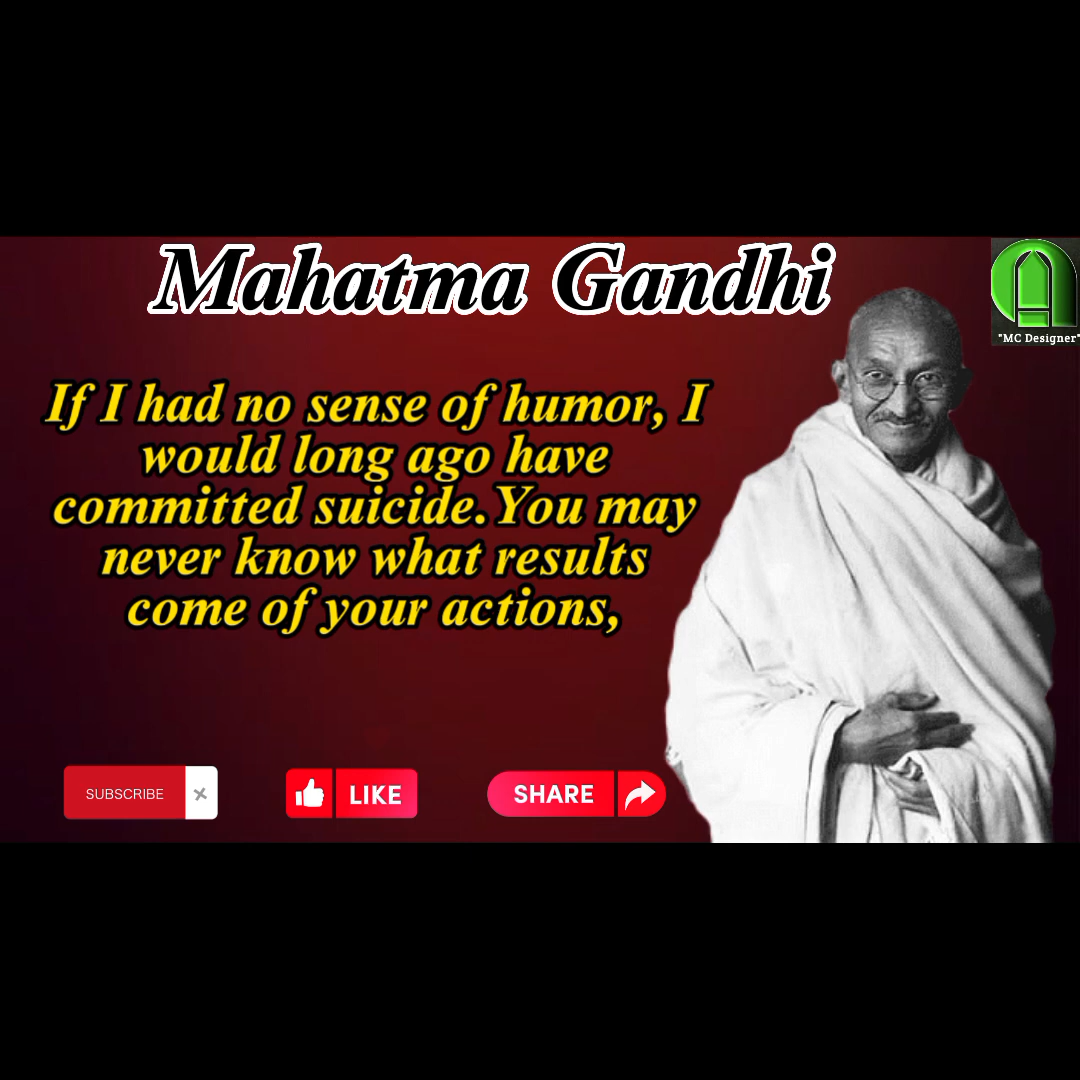 Mahatma Gandhi
"MC Designer"
If I had no sense of humor, I
would long ago have
committed suicide.You may
never know what results
come of your actions,
SUBSCRIBE
LIKE
SHARE